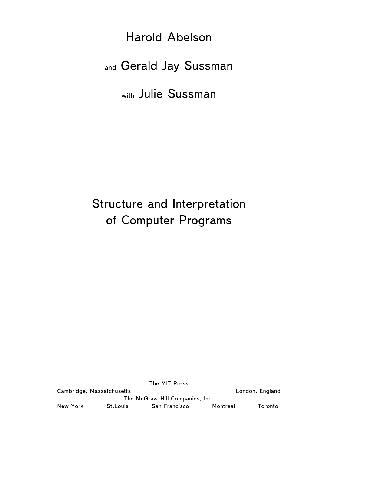 Harold Abelson
and Gerald Jay Sussman
with Julie Sussman
Structure and Interpretation
of Computer Programs
The MIT Press
Cambridge, Massatchusetts London, England
The McGraw-Hill Companies, Inc.
New York St.Louis San Francisco Montreal Toronto